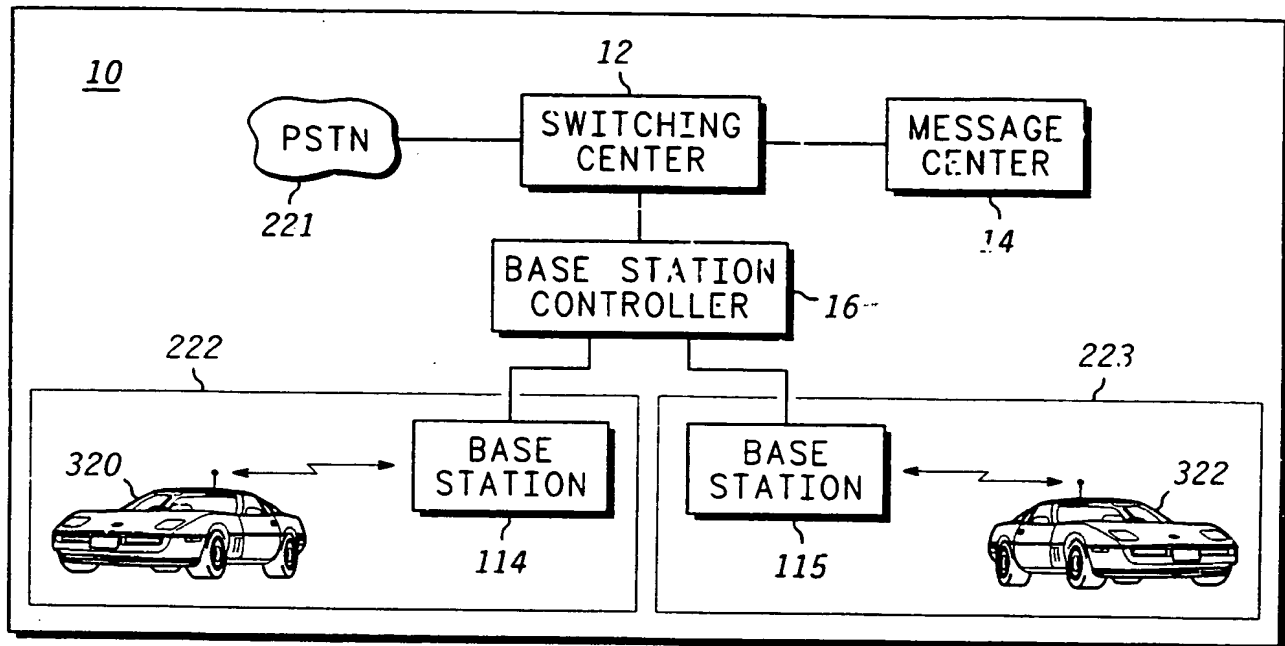 10
12
PSTN
SWITCHING
CENTER
MESSAGE
CENTER
221
14
BASE STATION
CONTROLLER
16
222
223
320
BASE
STATION
BASE
STATION
322
114
115